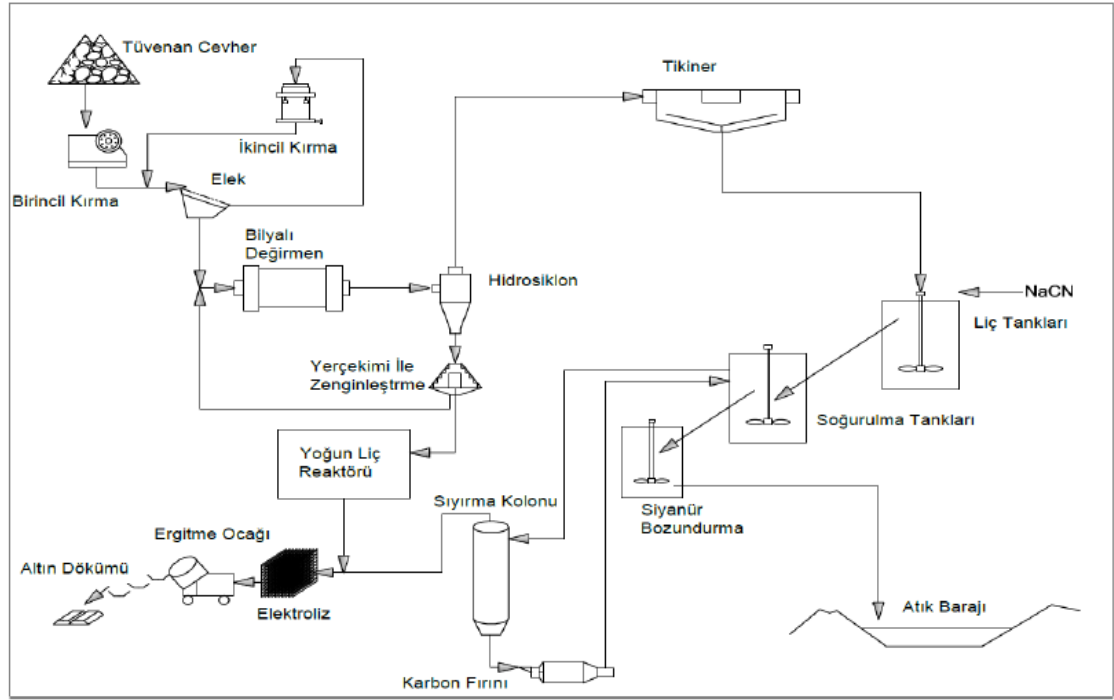 Tüvenan Cevher
Tikiner
İkincil Kırma
Elek
Birincil Kırma
Bilyalı
Değirmen
Hidrosiklon
NaCN
Liç Tankları
Yerçekimi İle
Zenginleştrme
Soğurulma Tankları
Yoğun Liç
Reaktörü
Sıyırma Kolonu
Siyanür
Bozundurma
Ergitme Ocağı
Altın Dökümü
Elektroliz
Atık Barajı
Karbon Fırını